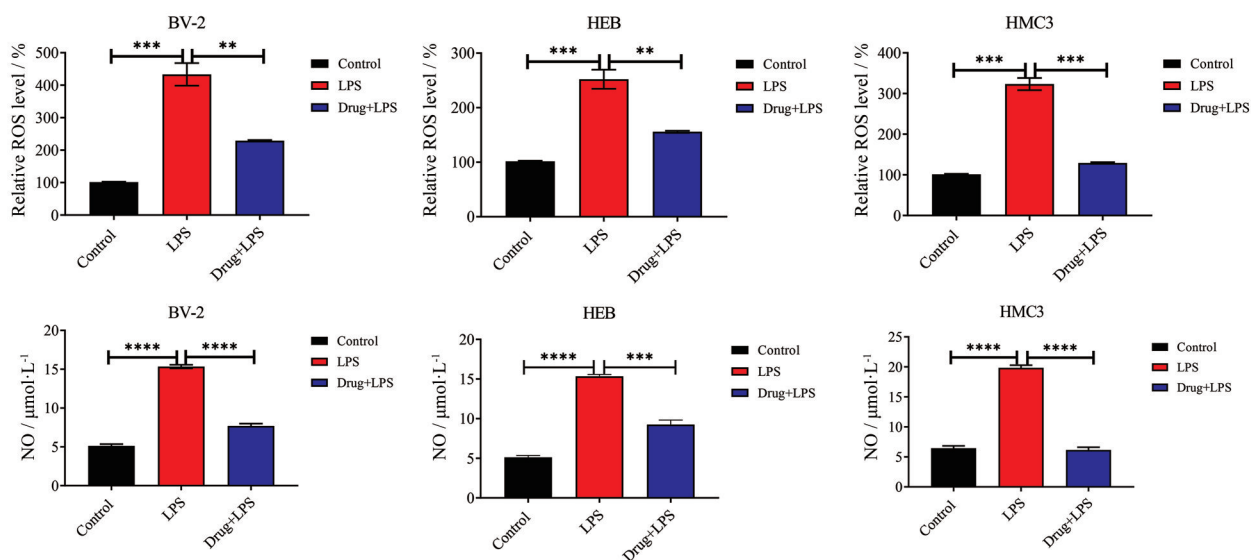 BV-2
Relative ROS level / %
500
400
300
200
100
0
*** **
Control
LPS
Drug+LPS
Control
LPS
Drug+LPS
HEB
Relative ROS level / %
300
200
100
0
*** **
Control
LPS
Drug+LPS
Control
LPS
Drug+LPS
HMC3
Relative ROS level / %
400
300
200
100
0
*** ***
Control
LPS
Drug+LPS
Control
LPS
Drug+LPS
BV-2
NO / μmol·L⁻¹
20
15
10
5
0
**** ****
Control
LPS
Drug+LPS
Control
LPS
Drug+LPS
HEB
NO / μmol·L⁻¹
20
15
10
5
0
**** ***
Control
LPS
Drug+LPS
Control
LPS
Drug+LPS
HMC3
NO / μmol·L⁻¹
25
20
15
10
5
0
**** ****
Control
LPS
Drug+LPS
Control
LPS
Drug+LPS